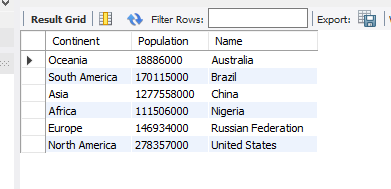 Result Grid Filter Rows: Export:
Continent Population Name
Oceania 18886000 Australia
South America 170115000 Brazil
Asia 1277558000 China
Africa 111506000 Nigeria
Europe 146934000 Russian Federation
North America 278357000 United States